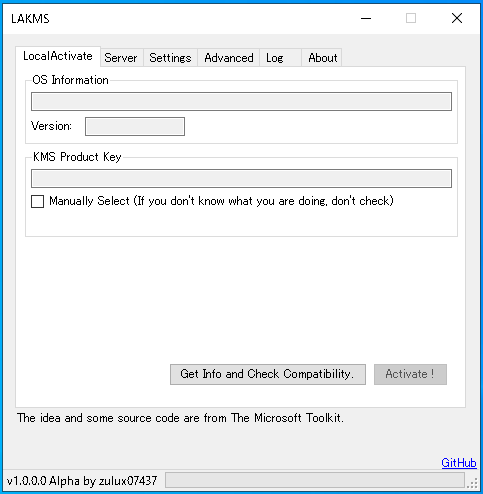 LAKMS
LocalActivate Server Settings Advanced Log About
OS Information
Version:
KMS Product Key
Manually Select (If you don't know what you are doing, don't check)
Get Info and Check Compatibility. Activate !
The idea and some source code are from The Microsoft Toolkit.
GitHub
v1.0.0.0 Alpha by zulux07437